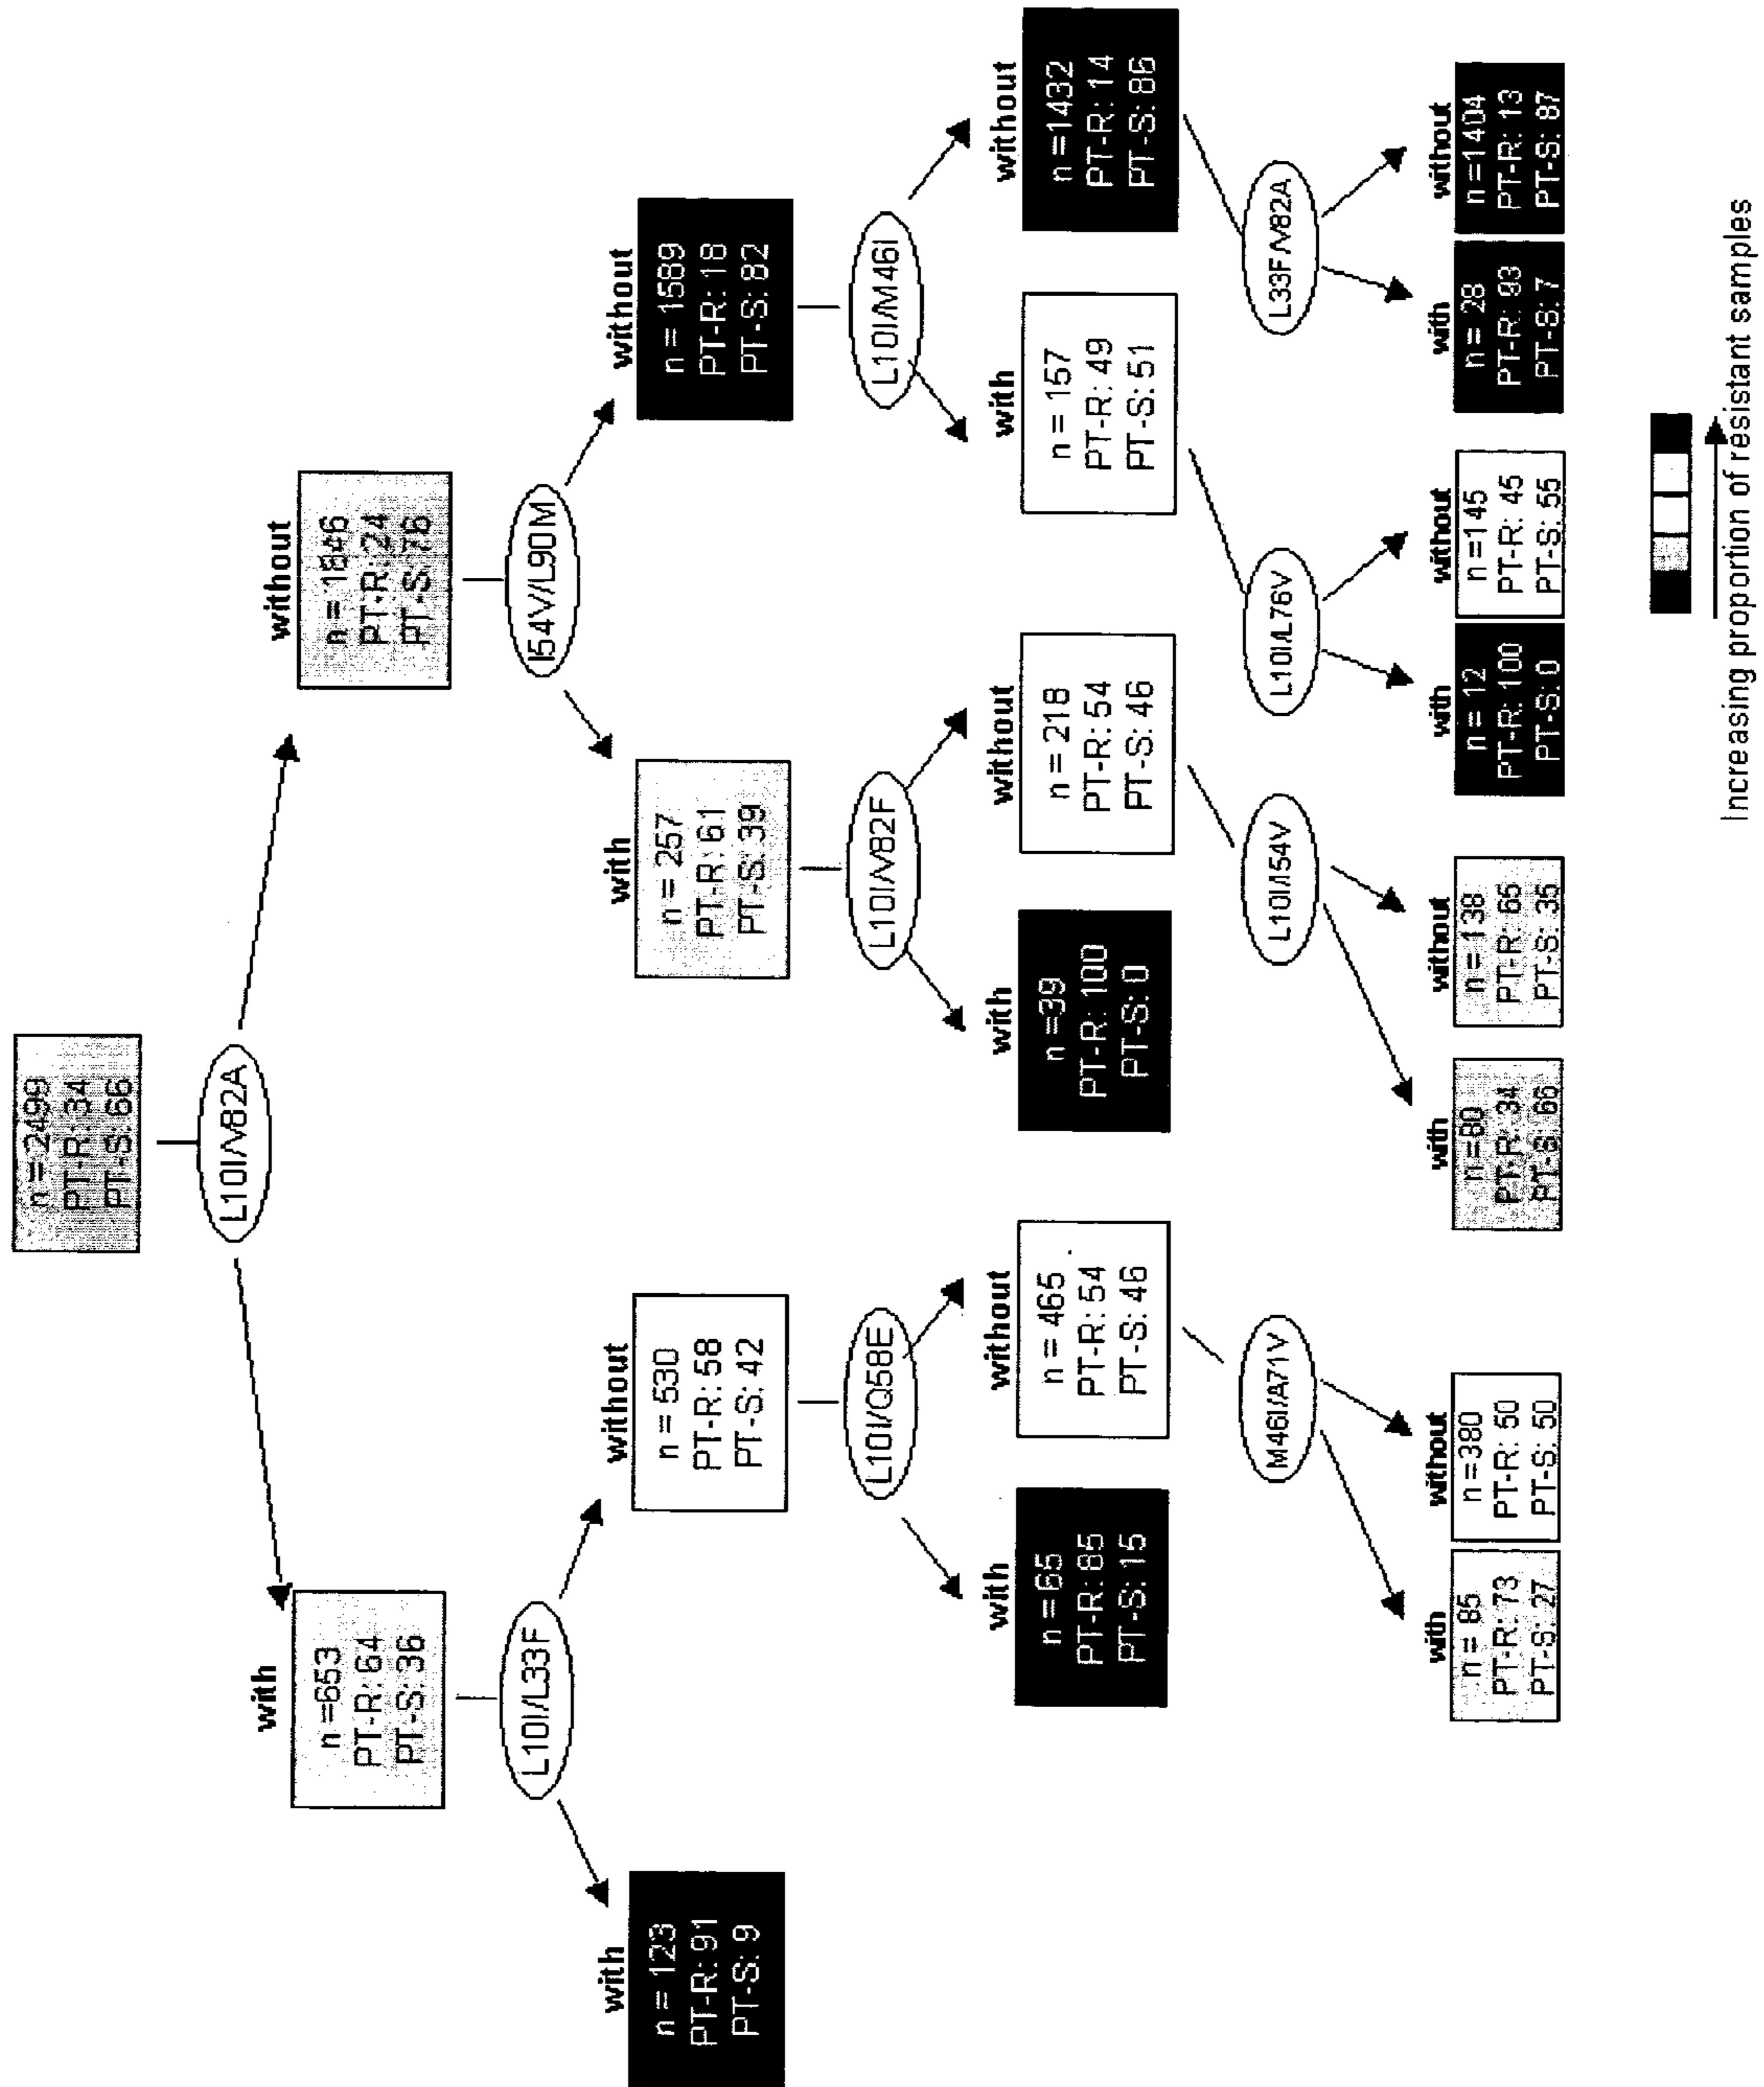 n =2499
PT-R: 34
PT-S: 66
L10I/V82A
with
n =653
PT-R: 64
PT-S: 36
without
n = 1846
PT-R: 24
PT-S: 76
L10I/L33F
I54V/L90M
with
n = 123
PT-R: 91
PT-S: 9
without
n = 530
PT-R: 58
PT-S: 42
with
n = 257
PT-R: 61
PT-S: 39
without
n = 1589
PT-R: 18
PT-S: 82
L10I/Q58E
L10I/V82F
L10I/M46I
with
n = 65
PT-R: 85
PT-S: 15
without
n = 465
PT-R: 54
PT-S: 46
with
n =39
PT-R: 100
PT-S: 0
without
n = 218
PT-R: 54
PT-S: 46
with
n = 157
PT-R: 49
PT-S: 51
without
n =1432
PT-R: 14
PT-S: 86
M46I/A71V
L10I/I54V
L10I/L76V
L33F/V82A
with
n = 85
PT-R: 73
PT-S: 27
without
n =380
PT-R: 50
PT-S: 50
with
n =80
PT-R: 34
PT-S: 66
without
n =138
PT-R: 65
PT-S: 35
with
n = 12
PT-R: 100
PT-S: 0
without
n =145
PT-R: 45
PT-S: 55
with
n = 28
PT-R: 93
PT-S: 7
without
n =1404
PT-R: 13
PT-S: 87
Increasing proportion of resistant samples